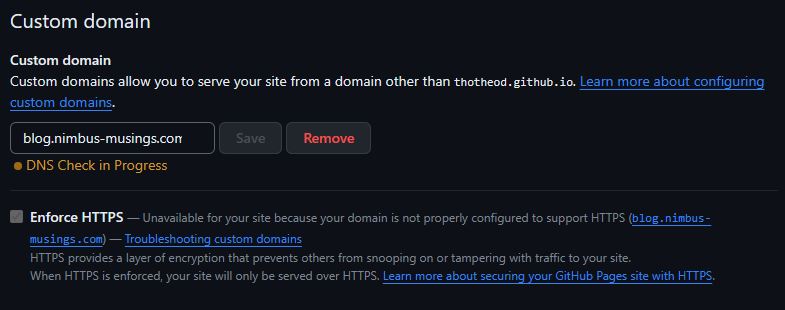 Custom domain
Custom domain
Custom domains allow you to serve your site from a domain other than thotheod.github.io. Learn more about configuring
custom domains.
blog.nimbus-musings.com Save Remove
DNS Check in Progress
Enforce HTTPS — Unavailable for your site because your domain is not properly configured to support HTTPS (blog.nimbus-
musings.com) — Troubleshooting custom domains
HTTPS provides a layer of encryption that prevents others from snooping on or tampering with traffic to your site.
When HTTPS is enforced, your site will only be served over HTTPS. Learn more about securing your GitHub Pages site with HTTPS.